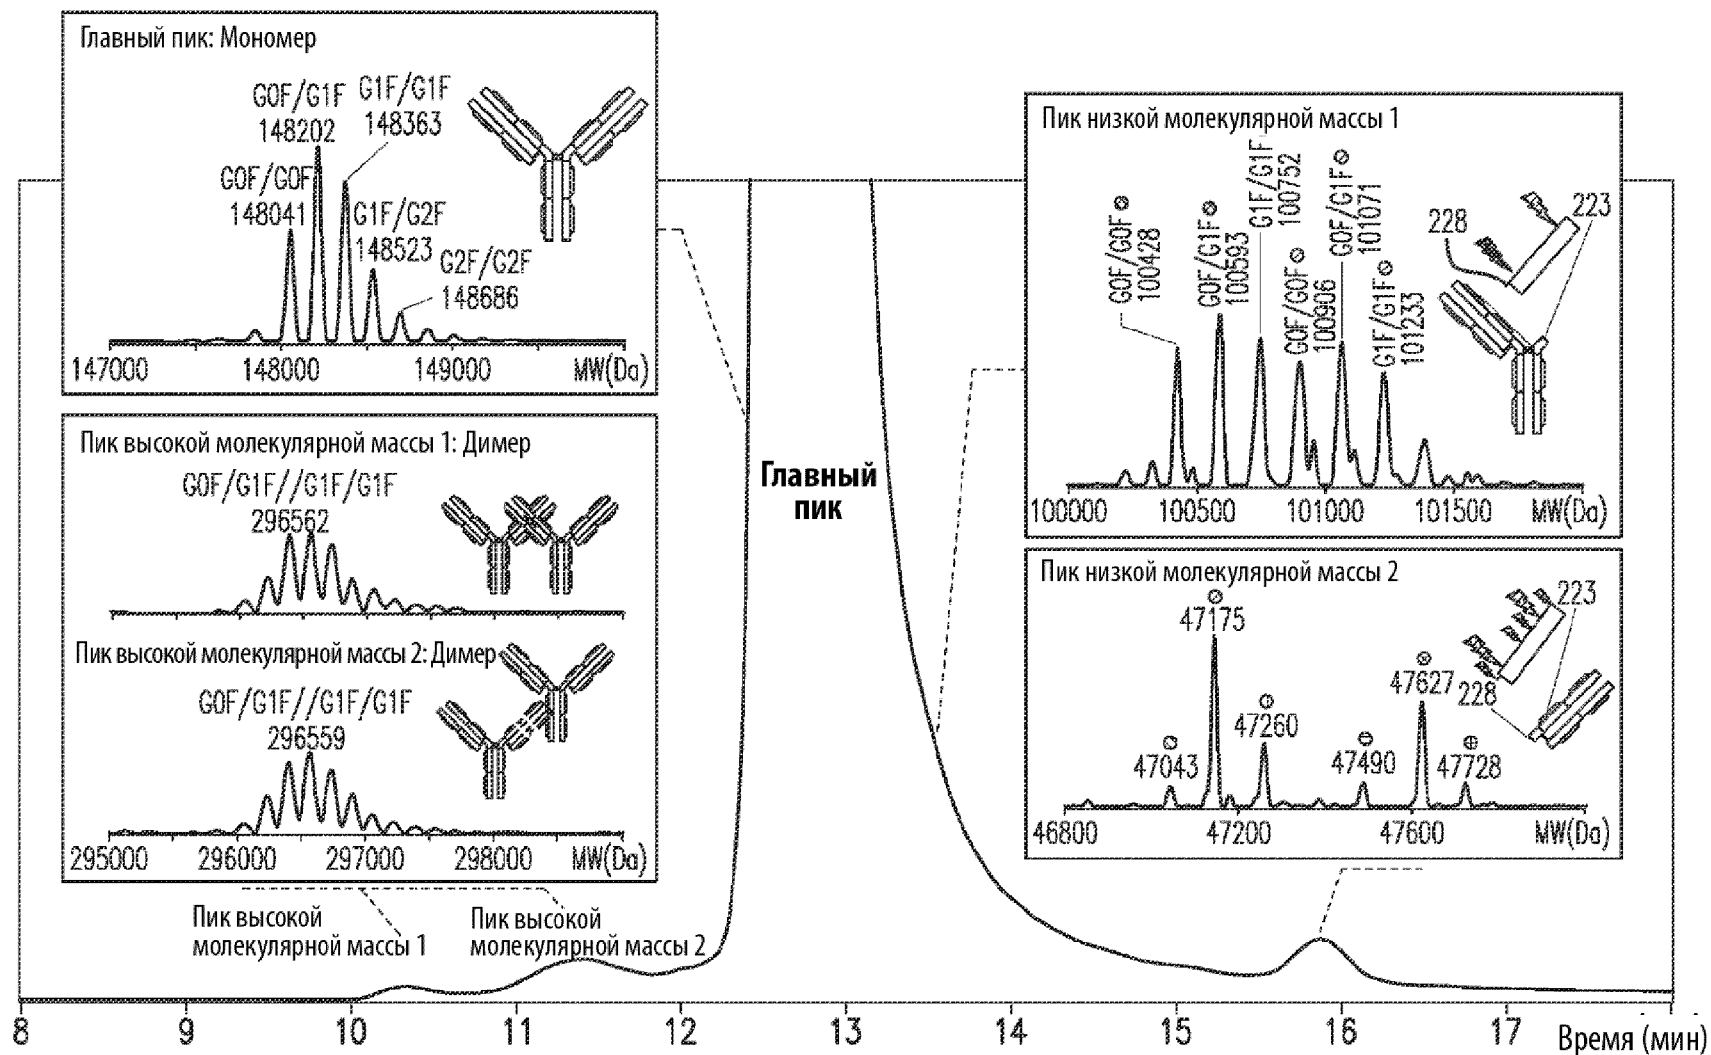 Главный пик: Мономер
G0F/G1F
148202
G1F/G1F
148363
G0F/G0F
148041
G1F/G2F
148523
G2F/G2F
148686
147000 148000 149000 MW(Da)
Пик высокой молекулярной массы 1: Димер
G0F/G1F//G1F/G1F
296562
Пик высокой молекулярной массы 2: Димер
G0F/G1F//G1F/G1F
296559
295000 296000 297000 298000 MW(Da)
Пик высокой
молекулярной массы 1
Пик высокой
молекулярной массы 2
Главный
пик
Пик низкой молекулярной массы 1
G0F/G0F
100428
G0F/G1F
100593
G1F/G1F
100752
G0F/G0F
100906
G0F/G1F
101071
G1F/G1F
101233
228
223
100000 100500 101000 101500 MW(Da)
Пик низкой молекулярной массы 2
47043
47175
47260
47490
47627
47728
223
228
46800 47200 47600 MW(Da)
8 9 10 11 12 13 14 15 16 17 Время (мин)